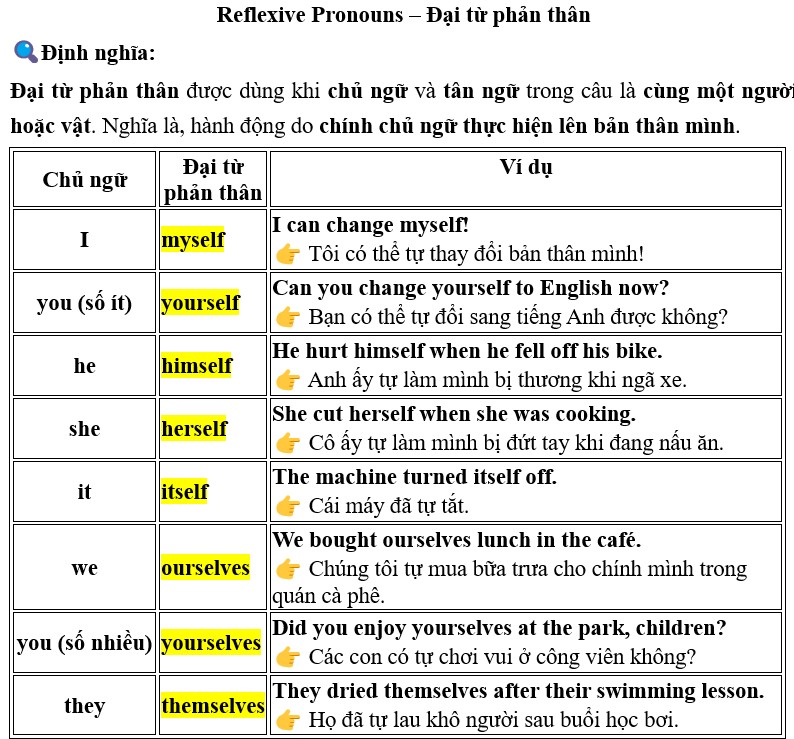 Reflexive Pronouns – Đại từ phản thân
🔍Định nghĩa:
Đại từ phản thân được dùng khi chủ ngữ và tân ngữ trong câu là cùng một người
hoặc vật. Nghĩa là, hành động do chính chủ ngữ thực hiện lên bản thân mình.
Chủ ngữ
Đại từ
phản thân
Ví dụ
I
myself
I can change myself!
👉 Tôi có thể tự thay đổi bản thân mình!
you (số ít)
yourself
Can you change yourself to English now?
👉 Bạn có thể tự đổi sang tiếng Anh được không?
he
himself
He hurt himself when he fell off his bike.
👉 Anh ấy tự làm mình bị thương khi ngã xe.
she
herself
She cut herself when she was cooking.
👉 Cô ấy tự làm mình bị đứt tay khi đang nấu ăn.
it
itself
The machine turned itself off.
👉 Cái máy đã tự tắt.
we
ourselves
We bought ourselves lunch in the café.
👉 Chúng tôi tự mua bữa trưa cho chính mình trong
quán cà phê.
you (số nhiều)
yourselves
Did you enjoy yourselves at the park, children?
👉 Các con có tự chơi vui ở công viên không?
they
themselves
They dried themselves after their swimming lesson.
👉 Họ đã tự lau khô người sau buổi học bơi.